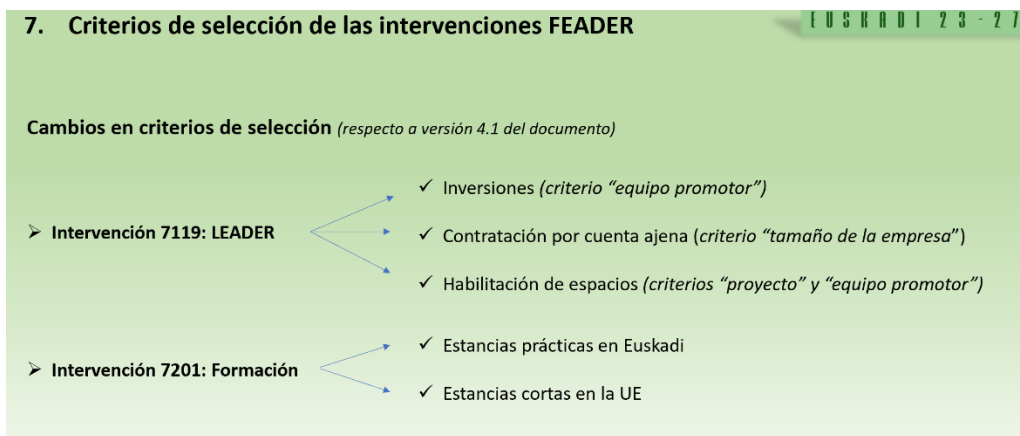 7. Criterios de selección de las intervenciones FEADER
EUSKADI 23-27
Cambios en criterios de selección (respecto a versión 4.1 del documento)
✓ Inversiones (criterio “equipo promotor”)
➢ Intervención 7119: LEADER
✓ Contratación por cuenta ajena (criterio “tamaño de la empresa”)
✓ Habilitación de espacios (criterios “proyecto” y “equipo promotor”)
✓ Estancias prácticas en Euskadi
➢ Intervención 7201: Formación
✓ Estancias cortas en la UE